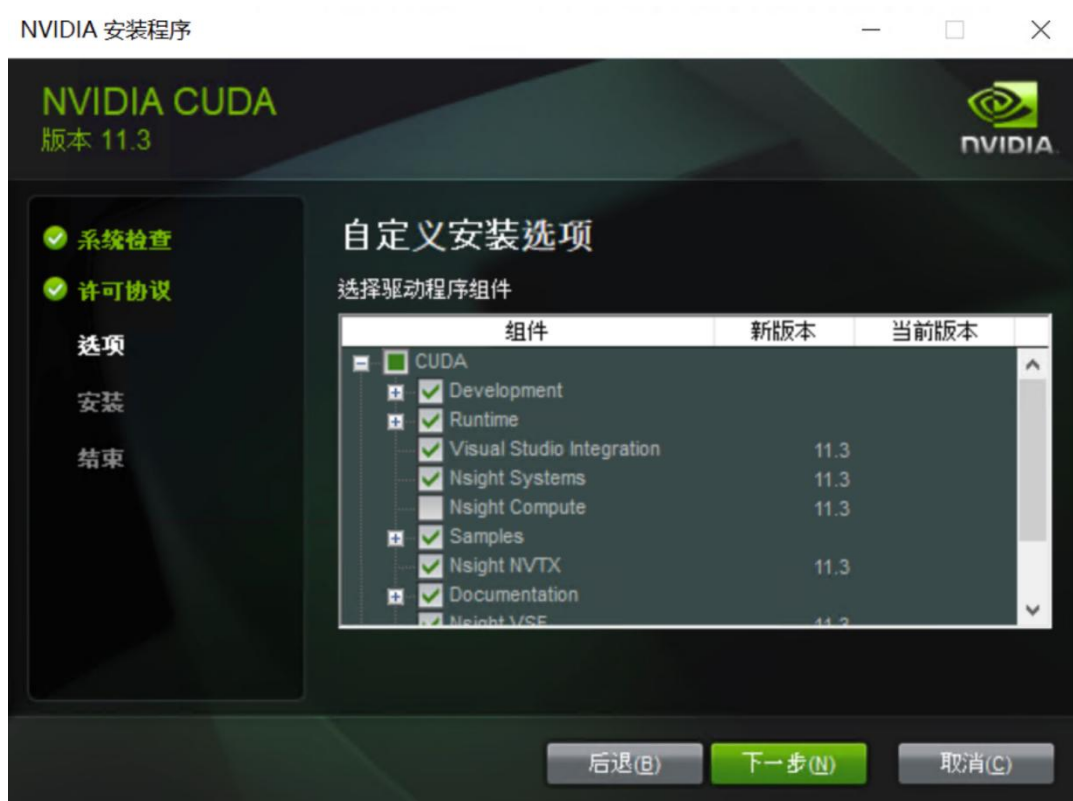 NVIDIA 安装程序
NVIDIA CUDA
版本 11.3
NVIDIA.
系统检查
许可协议
选项
安装
结束
自定义安装选项
选择驱动程序组件
组件 新版本 当前版本
CUDA
Development
Runtime
Visual Studio Integration 11.3
Nsight Systems 11.3
Nsight Compute 11.3
Samples
Nsight NVTX 11.3
Documentation
Nsight VSE 11.3
后退(B) 下一步(N) 取消(C)